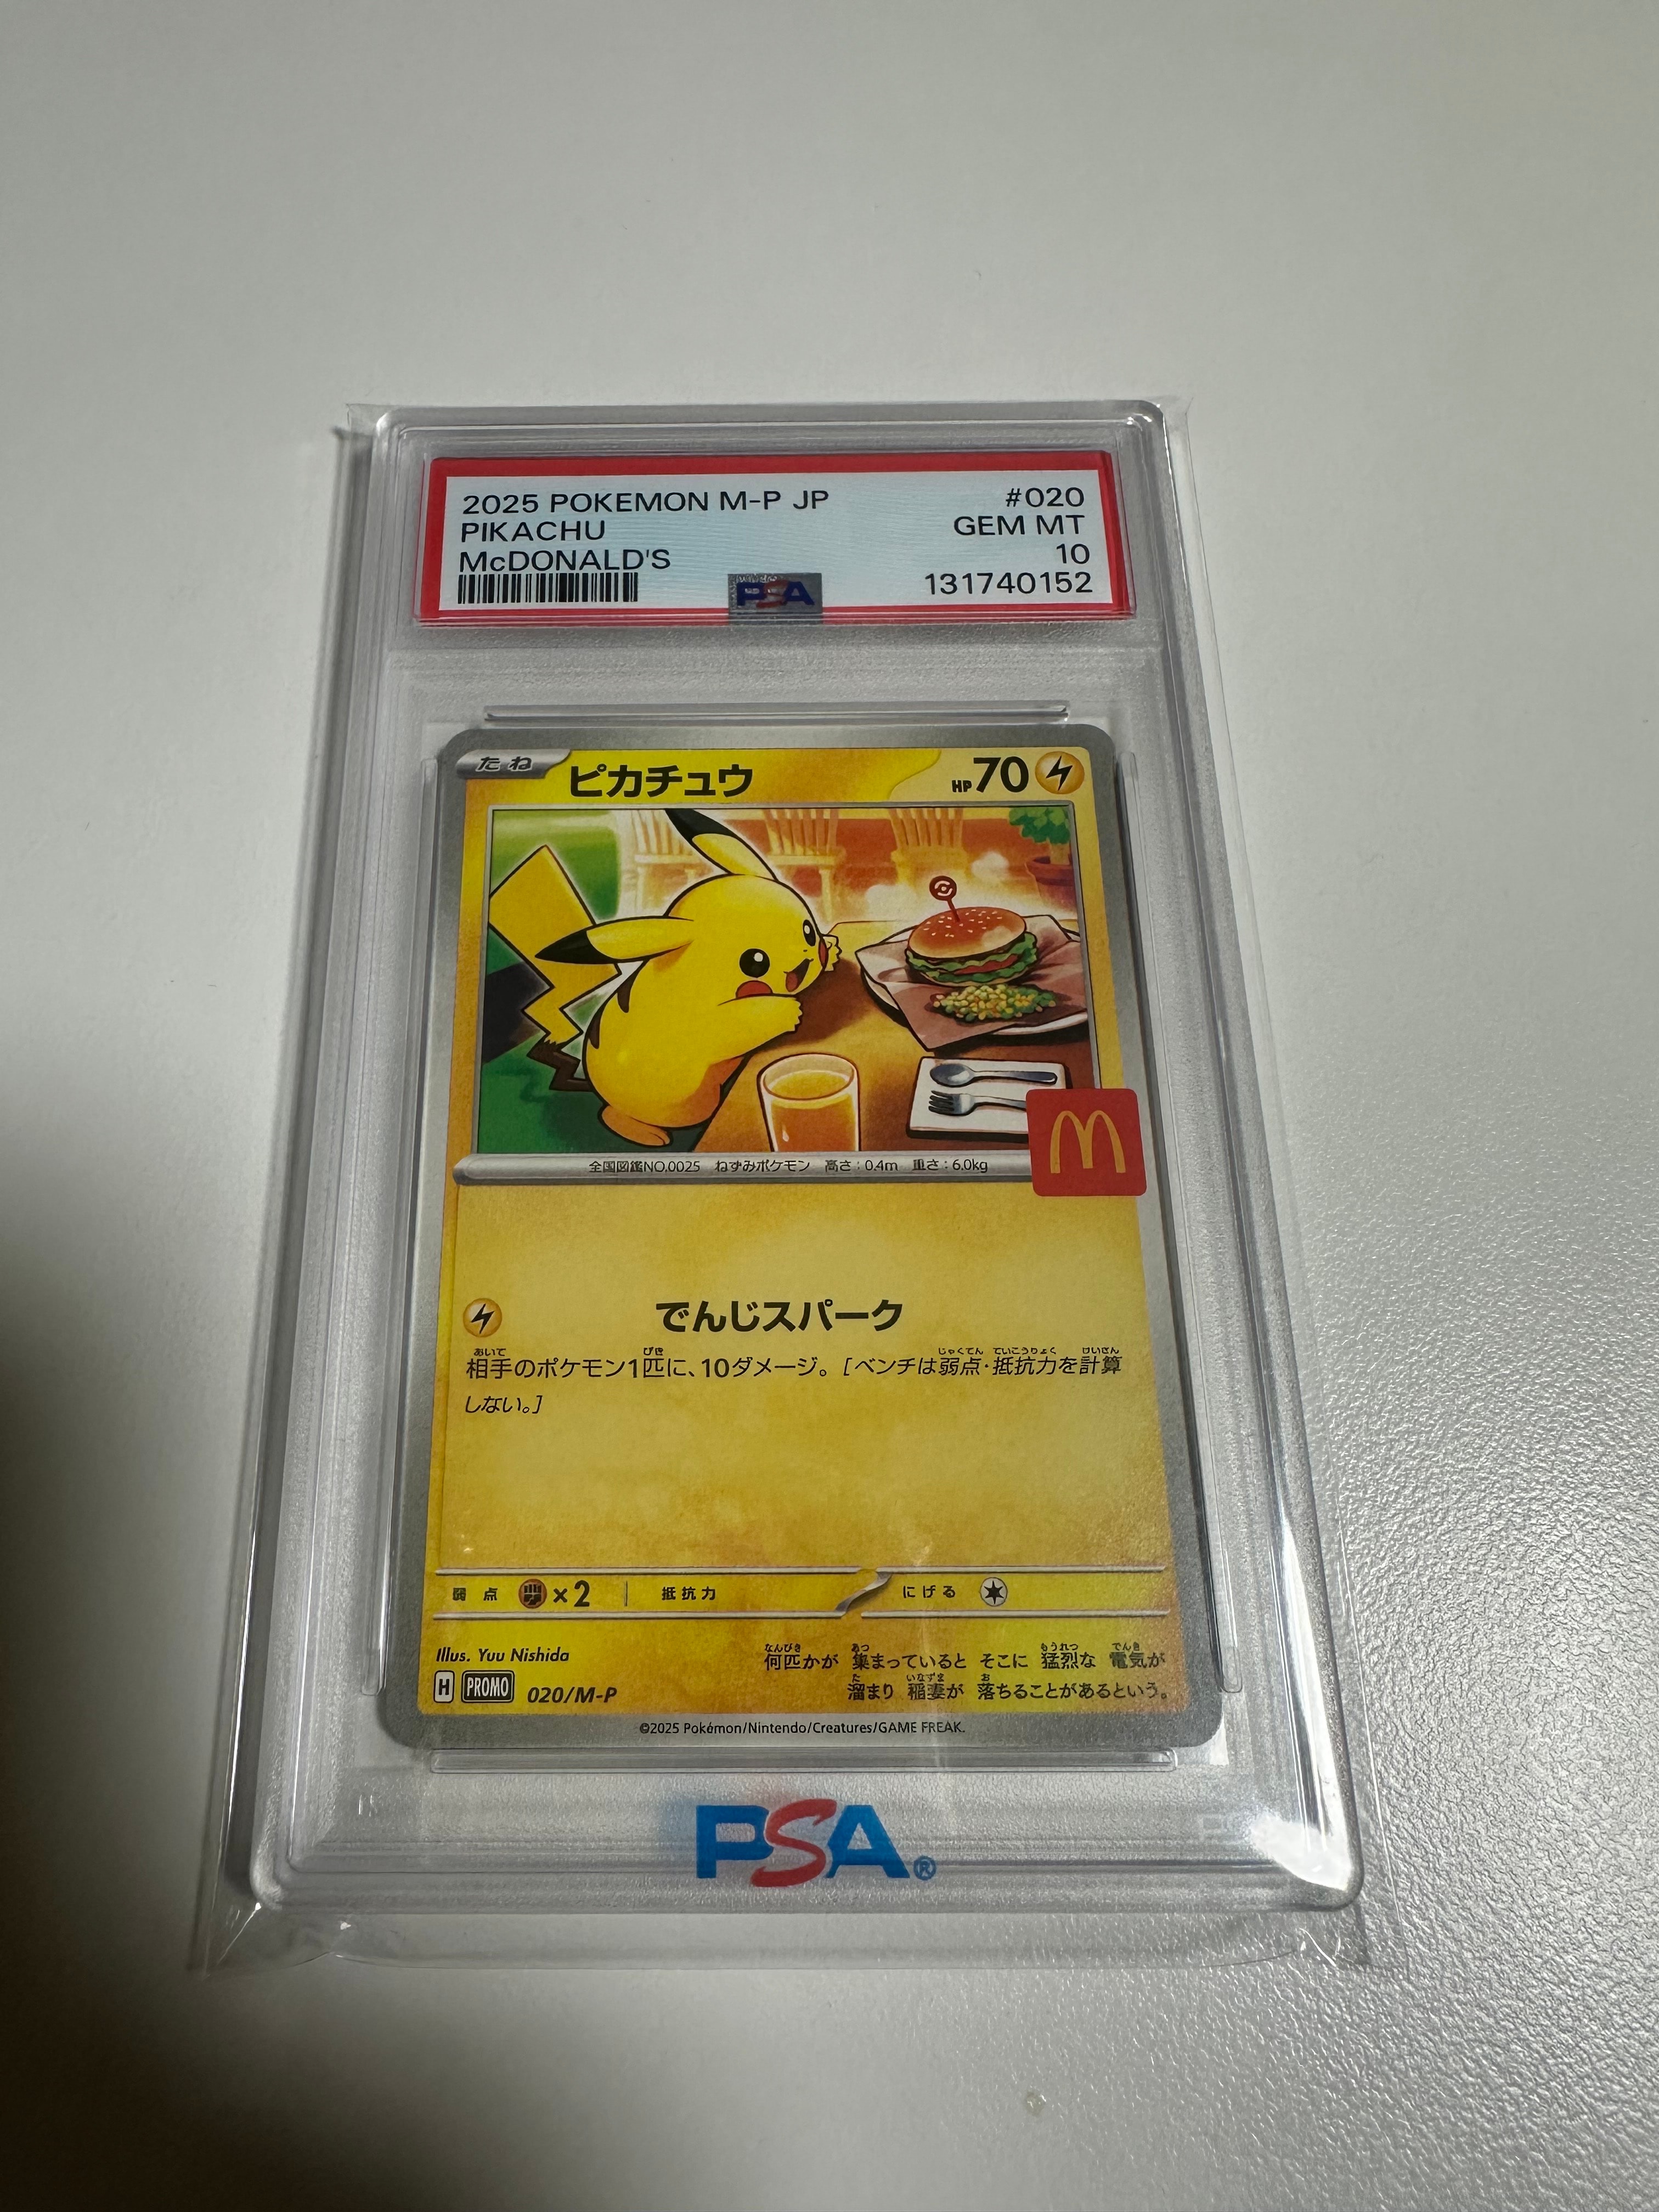 2025 POKEMON M-P JP #020
PIKACHU GEM MT
McDONALD'S 10
131740152
PSA
たね ピカチュウ HP70
全国図鑑NO.0025 ねずみポケモン 高さ:0.4m 重さ:6.0kg
でんじスパーク
相手のポケモン1匹に、10ダメージ。[ベンチは弱点・抵抗力を計算
しない。]
弱点 ×2 抵抗力 にげる
Illus. Yuu Nishida
何匹かが 集まっていると そこに 猛烈な 電気が
溜まり 稲妻が 落ちることがあるという。
H PROMO 020/M-P
©2025 Pokémon/Nintendo/Creatures/GAME FREAK.
PSA®